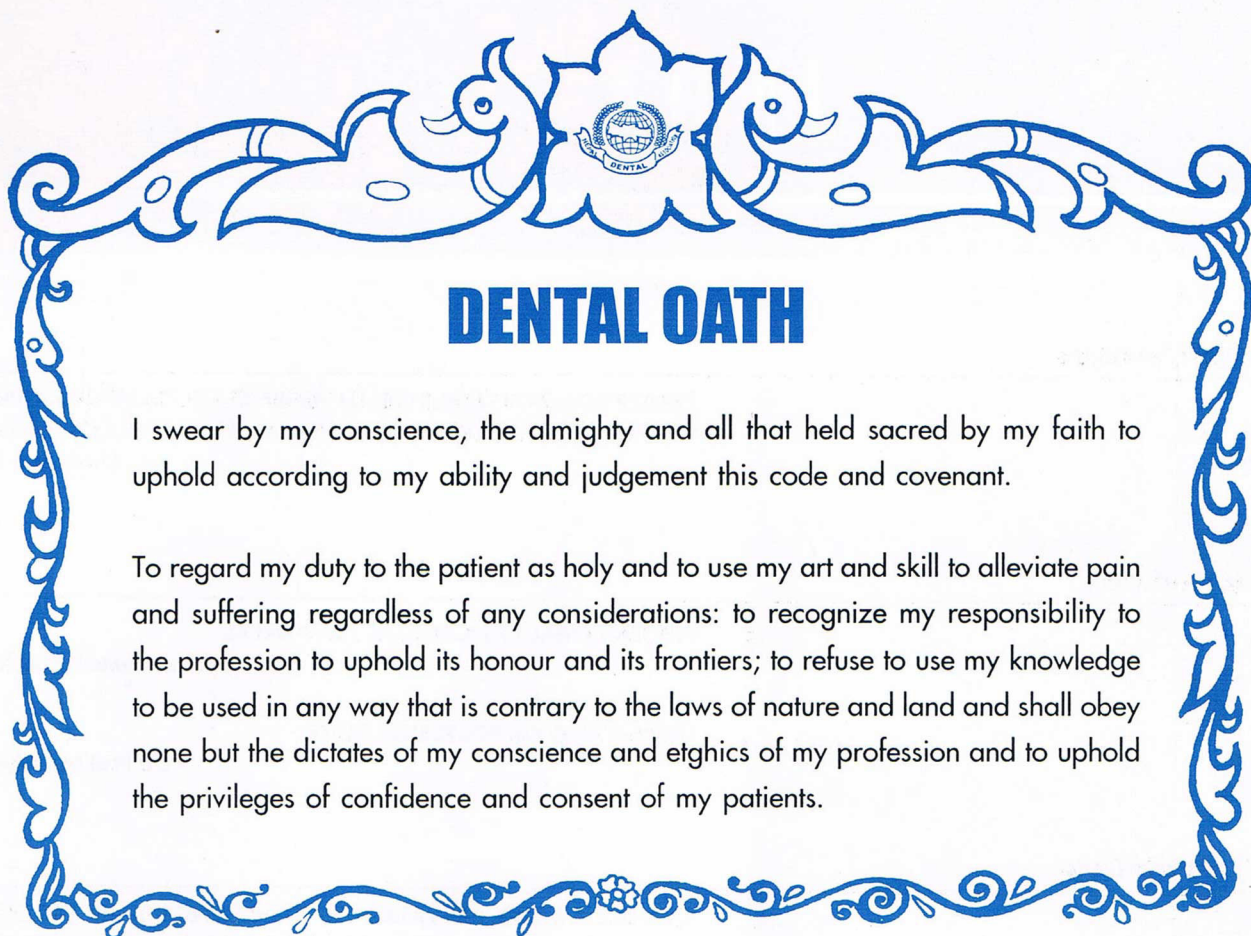 NEPAL DENTAL
DENTAL OATH
I swear by my conscience, the almighty and all that held sacred by my faith to
uphold according to my ability and judgement this code and covenant.
To regard my duty to the patient as holy and to use my art and skill to alleviate pain
and suffering regardless of any considerations: to recognize my responsibility to
the profession to uphold its honour and its frontiers; to refuse to use my knowledge
to be used in any way that is contrary to the laws of nature and land and shall obey
none but the dictates of my conscience and etghics of my profession and to uphold
the privileges of confidence and consent of my patients.